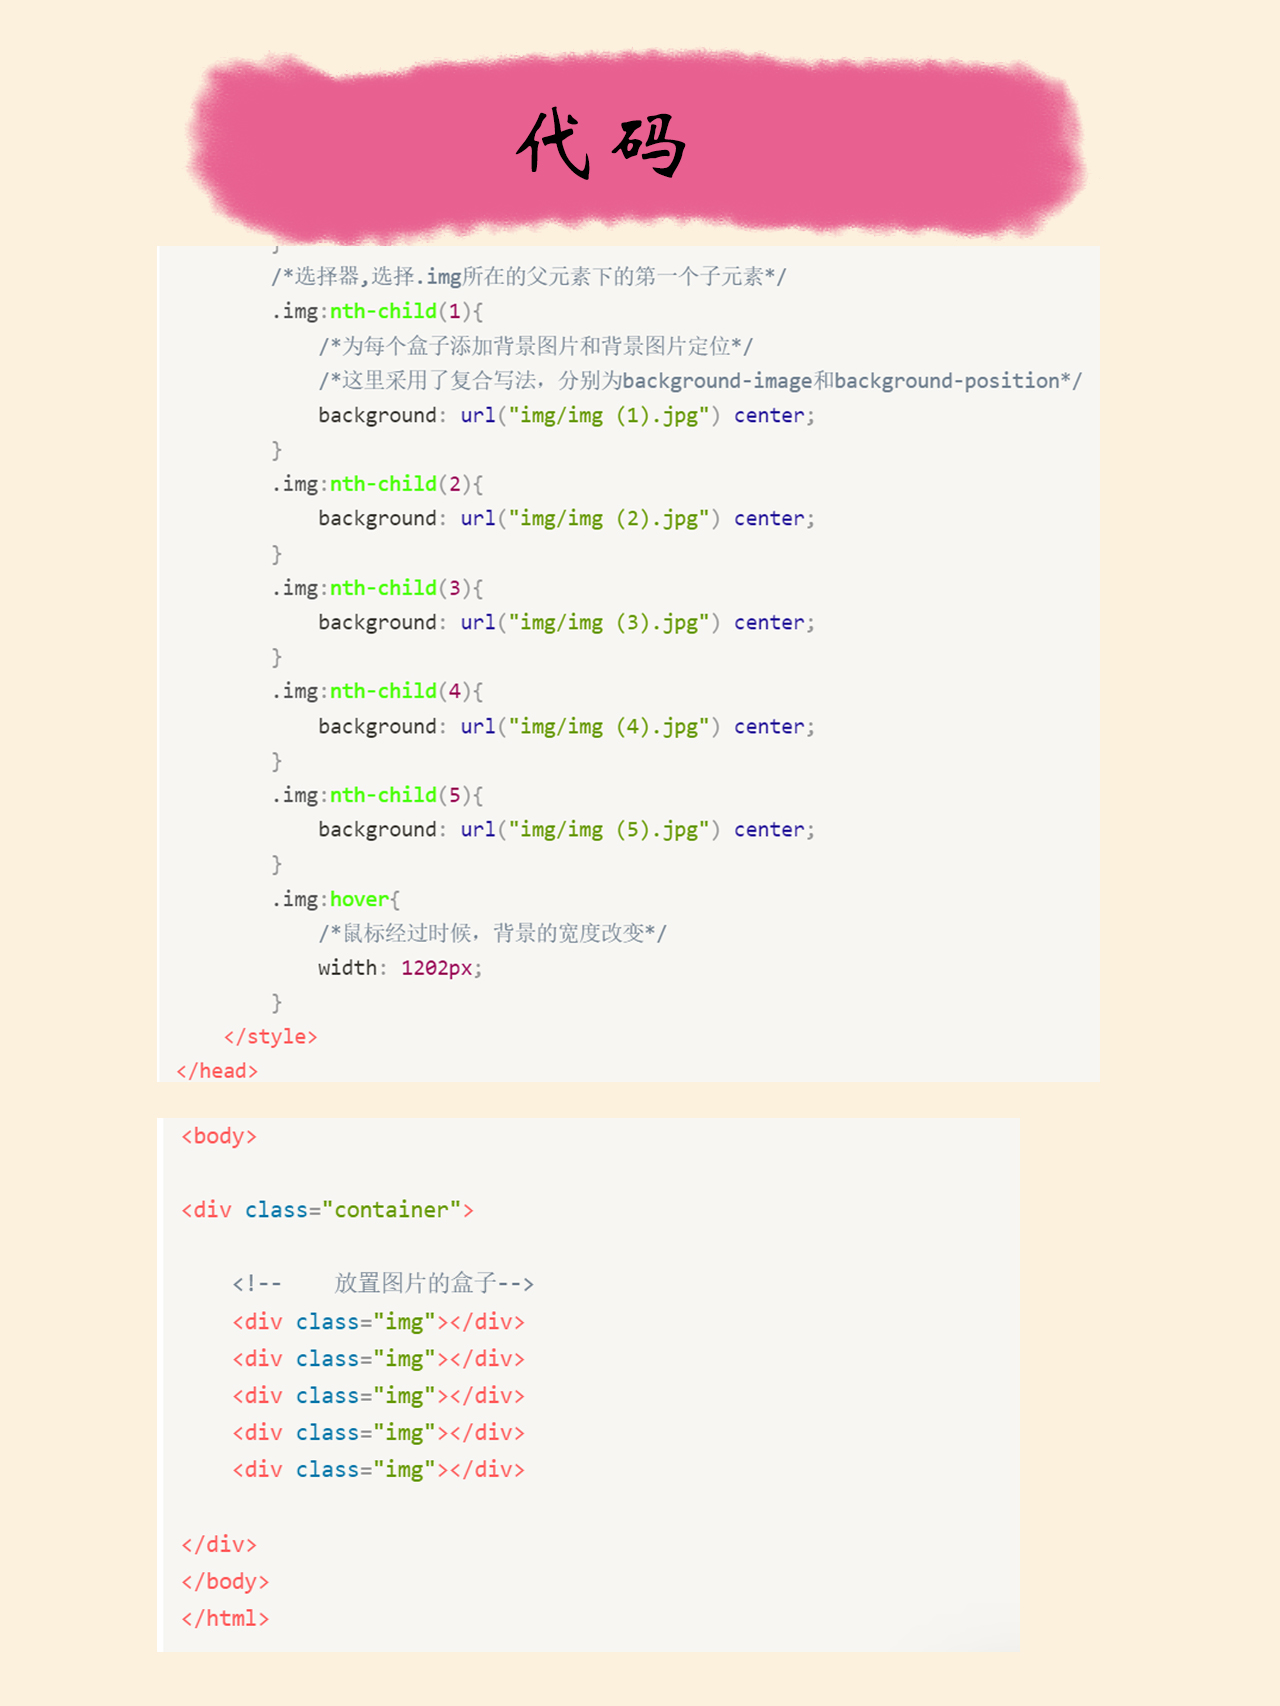 代码
}
/*选择器,选择.img所在的父元素下的第一个子元素*/
.img:nth-child(1){
/*为每个盒子添加背景图片和背景图片定位*/
/*这里采用了复合写法，分别为background-image和background-position*/
background: url("img/img (1).jpg") center;
}
.img:nth-child(2){
background: url("img/img (2).jpg") center;
}
.img:nth-child(3){
background: url("img/img (3).jpg") center;
}
.img:nth-child(4){
background: url("img/img (4).jpg") center;
}
.img:nth-child(5){
background: url("img/img (5).jpg") center;
}
.img:hover{
/*鼠标经过时候，背景的宽度改变*/
width: 1202px;
}
</style>
</head>
<body>
<div class="container">
<!-- 放置图片的盒子-->
<div class="img"></div>
<div class="img"></div>
<div class="img"></div>
<div class="img"></div>
<div class="img"></div>
</div>
</body>
</html>